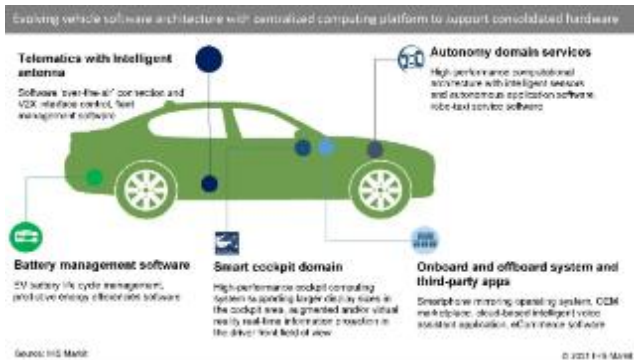 Evolving vehicle software architecture with centralized computing platform to support consolidated hardware
Telematics with Intelligent
antenna
Software 'over-the-air' connection and
V2X interface control, fleet
management software
Autonomy domain services
High-performance computational
architecture with intelligent sensors
and autonomous application software,
robo-taxi service software
Battery management software
EV battery life cycle management,
predictive energy efficiencies software
Smart cockpit domain
High-performance cockpit computing
system supporting larger display sizes in
the cockpit area, augmented and/or virtual
reality real-time information projection in
the driver front field of view
Onboard and offboard system and
third-party apps
Smartphone mirroring operating system, OEM
marketplace, cloud-based intelligent voice
assistant application, eCommerce software
Source: IHS Markit
© 2021 IHS Markit